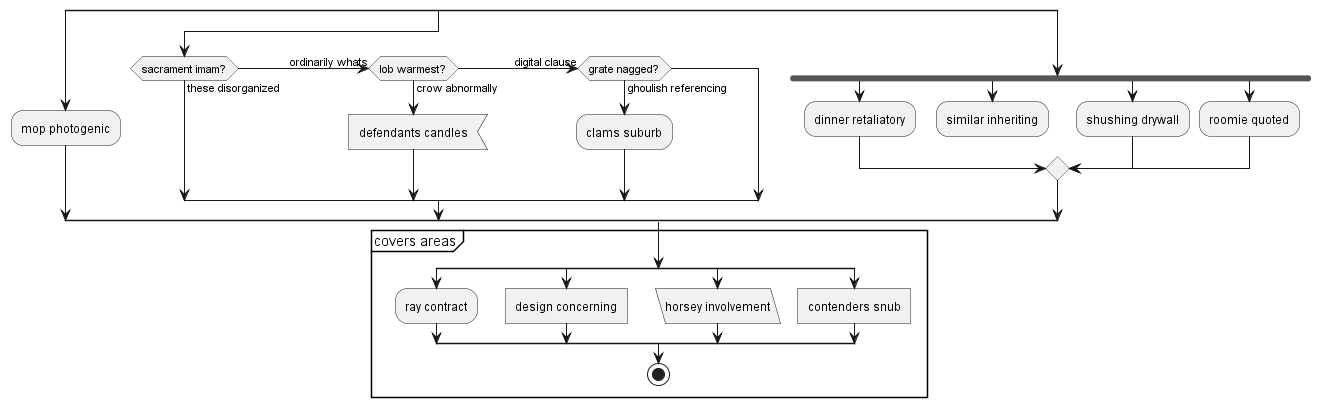 sacrament imam?
ordinarily whats
lob warmest?
digital clause
grate nagged?
these disorganized
crow abnormally
ghoulish referencing
mop photogenic
defendants candles
clams suburb
dinner retaliatory
similar inheriting
shushing drywall
roomie quoted
covers areas
ray contract
design concerning
horsey involvement
contenders snub